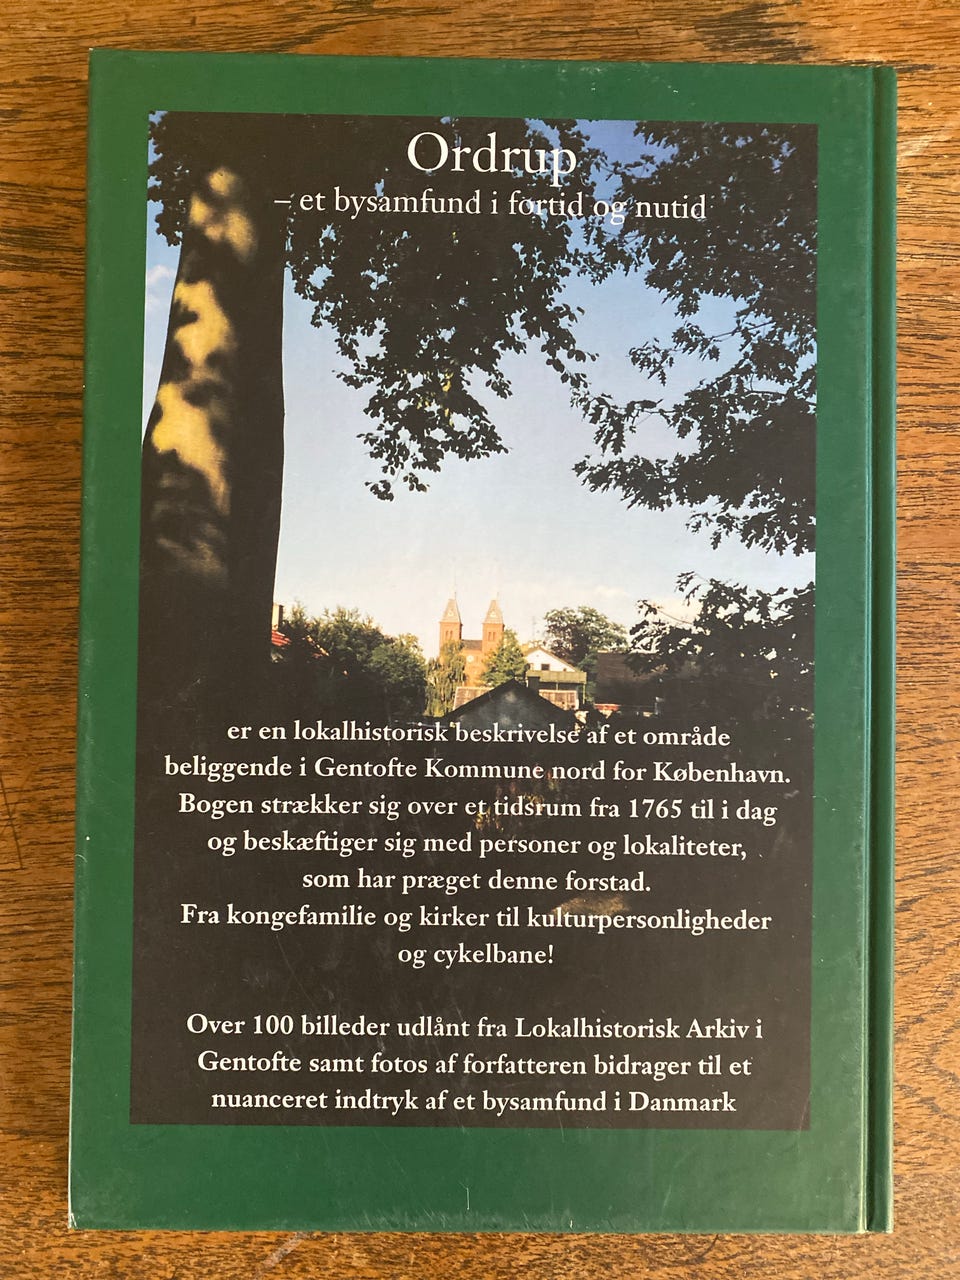 Ordrup
– et bysamfund i fortid og nutid
er en lokalhistorisk beskrivelse af et område
beliggende i Gentofte Kommune nord for København.
Bogen strækker sig over et tidsrum fra 1765 til i dag
og beskæftiger sig med personer og lokaliteter,
som har præget denne forstad.
Fra kongefamilie og kirker til kulturpersonligheder
og cykelbane!
Over 100 billeder udlånt fra Lokalhistorisk Arkiv i
Gentofte samt fotos af forfatteren bidrager til et
nuanceret indtryk af et bysamfund i Danmark